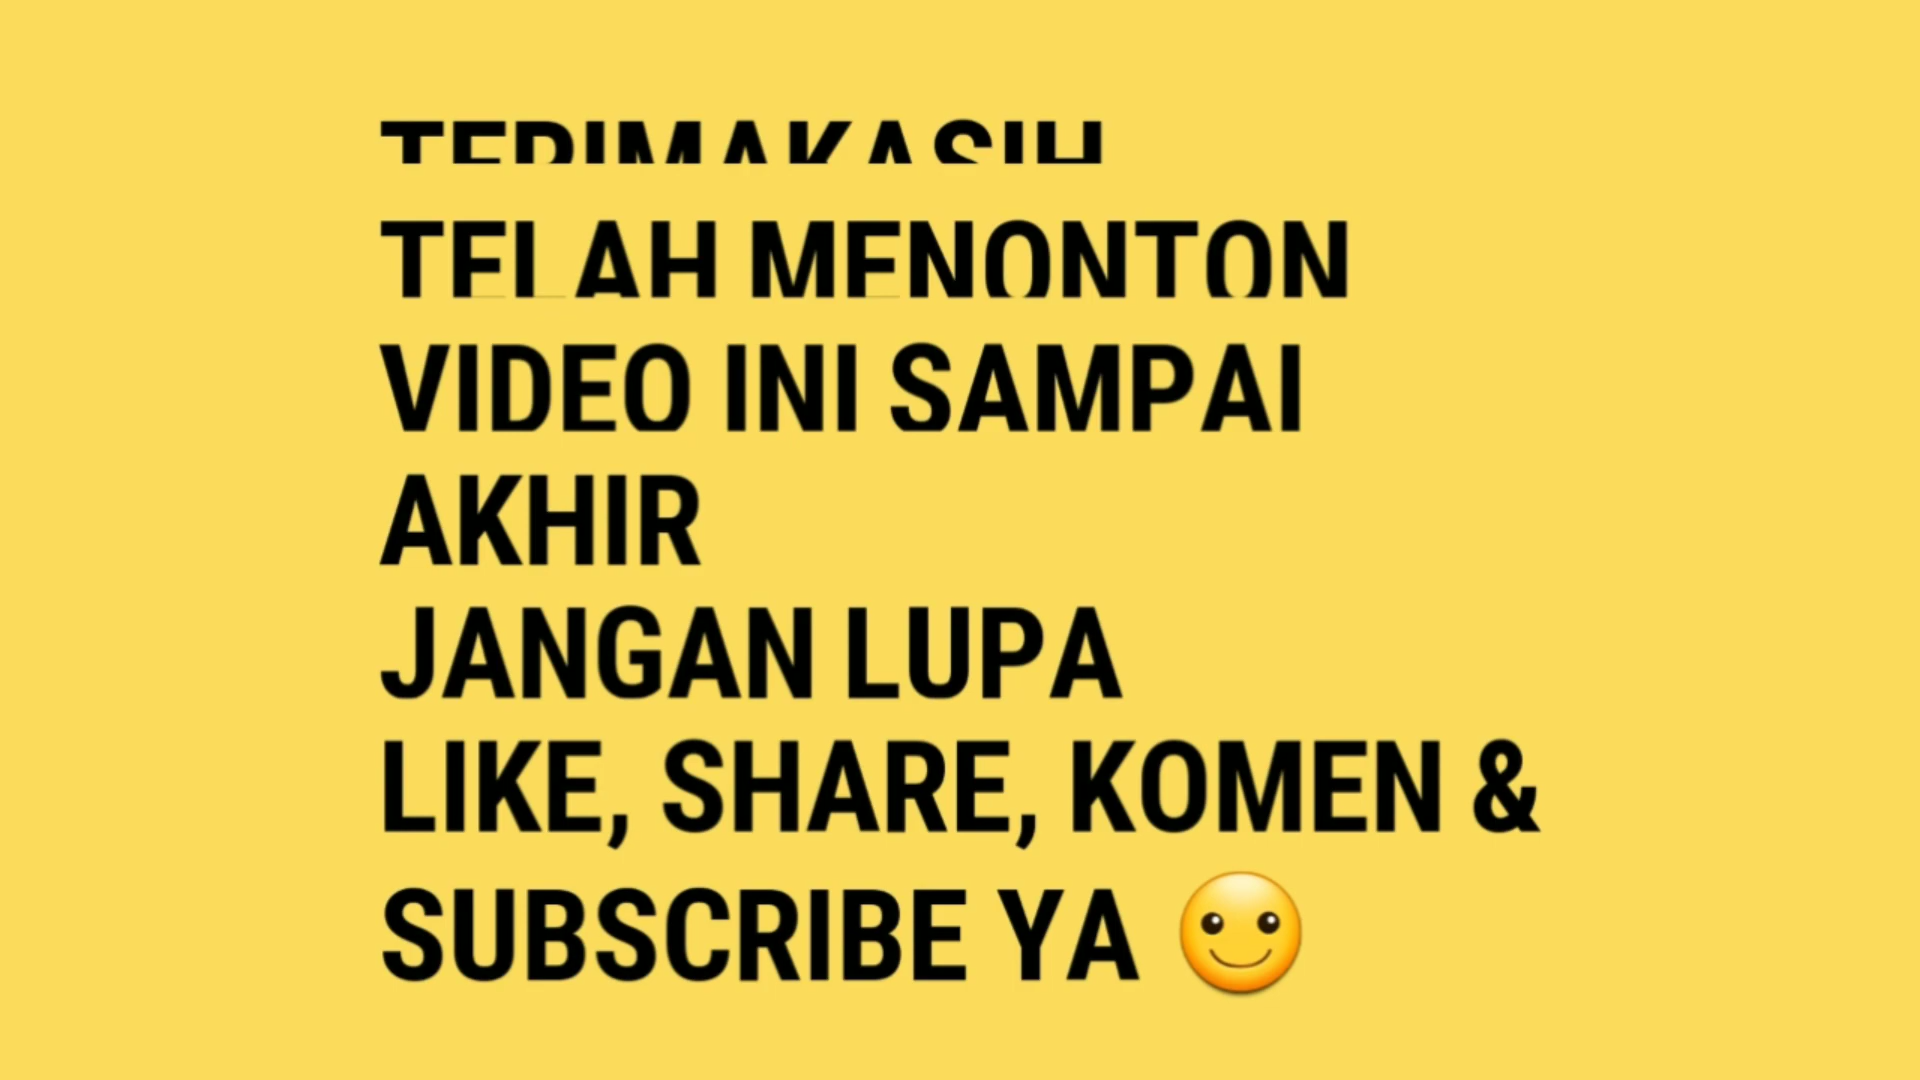 TERIMAKASIH
TELAH MENONTON
VIDEO INI SAMPAI
AKHIR
JANGAN LUPA
LIKE, SHARE, KOMEN &
SUBSCRIBE YA 🙂